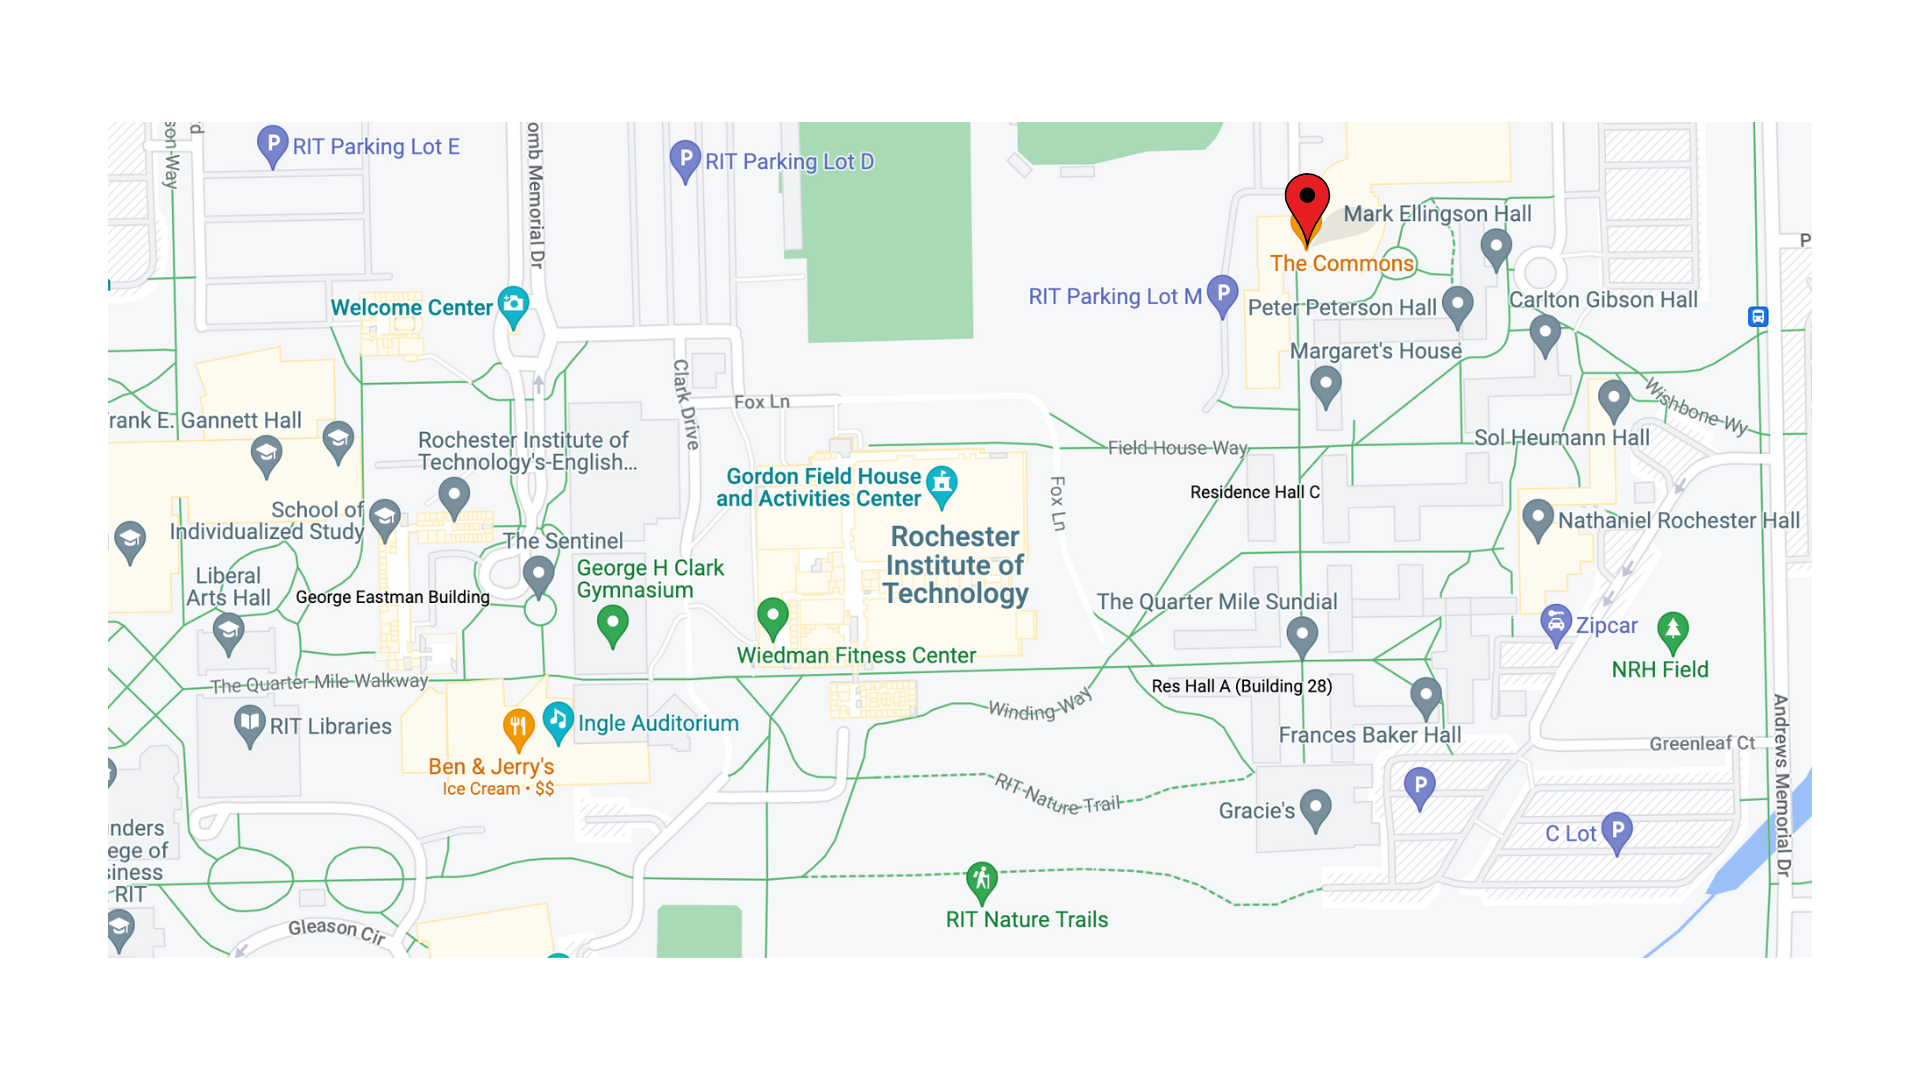 son Way
d
RIT Parking Lot E
omb Memorial Dr
P
RIT Parking Lot D
P
P
Mark Ellingson Hall
The Commons
RIT Parking Lot M
P
Peter Peterson Hall
Carlton Gibson Hall
Welcome Center
Margaret's House
Clark Drive
Fox Ln
Wishbone Wy
rank E. Gannett Hall
Rochester Institute of
Technology's-English...
Field House Way
Sol Heumann Hall
Gordon Field House
and Activities Center
Fox Ln
Residence Hall C
School of
Individualized Study
Nathaniel Rochester Hall
The Sentinel
Rochester
Institute of
Technology
George H Clark
Gymnasium
Liberal
Arts Hall
George Eastman Building
The Quarter Mile Sundial
Zipcar
Wiedman Fitness Center
NRH Field
The Quarter Mile Walkway
Res Hall A (Building 28)
Winding Way
RIT Libraries
Ingle Auditorium
Frances Baker Hall
Greenleaf Ct
Andrews Memorial Dr
Ben & Jerry's
Ice Cream • $$
RIT Nature Trail
P
Gracie's
C Lot
P
nders
ege of
siness
RIT
RIT Nature Trails
Gleason Cir